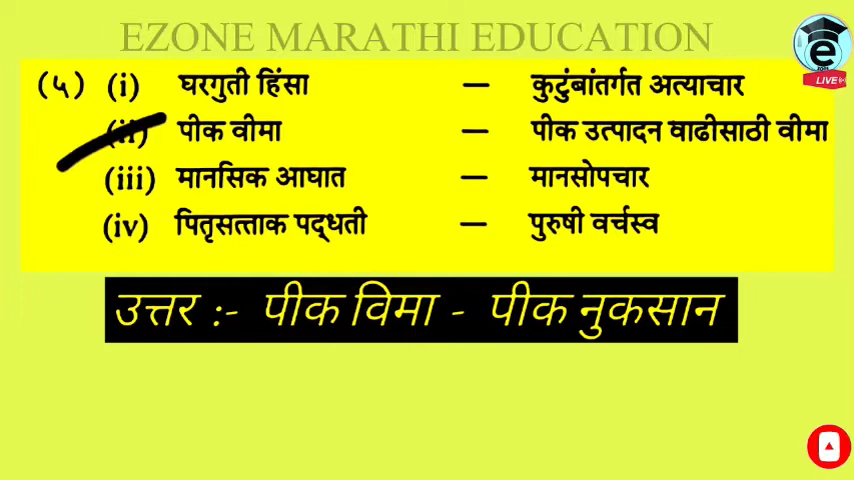 EZONE MARATHI EDUCATION
(५) (i) घरगुती हिंसा — कुटुंबांतर्गत अत्याचार
(ii) पीक वीमा — पीक उत्पादन वाढीसाठी वीमा
(iii) मानसिक आघात — मानसोपचार
(iv) पितृसत्ताक पद्धती — पुरुषी वर्चस्व
उत्तर :- पीक विमा - पीक नुकसान
e
LIVE